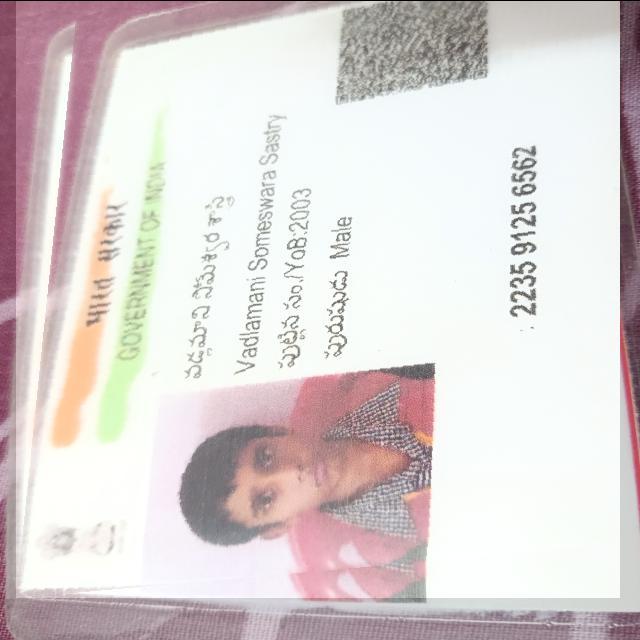 भारत सरकार
GOVERNMENT OF INDIA
వడ్లమాని సోమేశ్వర శాస్త్రి
Vadlamani Someswara Sastry
పుట్టిన సం./YoB:2003
పురుషుడు Male
: 2235 9125 6562